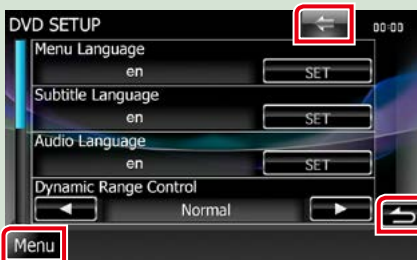 DVD SETUP 00:00
Menu Language
en SET
Subtitle Language
en SET
Audio Language
en SET
Dynamic Range Control
Normal
Menu